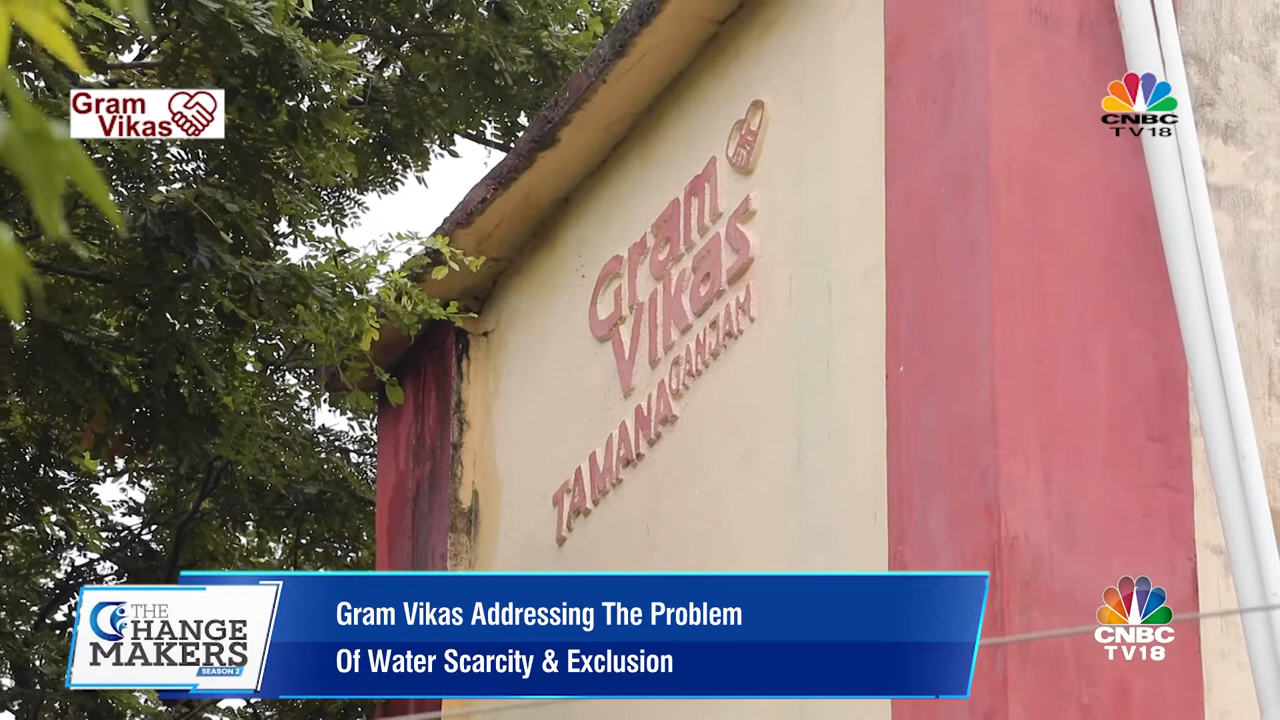 Gram
Vikas
CNBC
TV18
Gram
Vikas
TAMANA GANJAM
THE
CHANGE
MAKERS
SEASON 2
Gram Vikas Addressing The Problem
Of Water Scarcity & Exclusion
CNBC
TV18